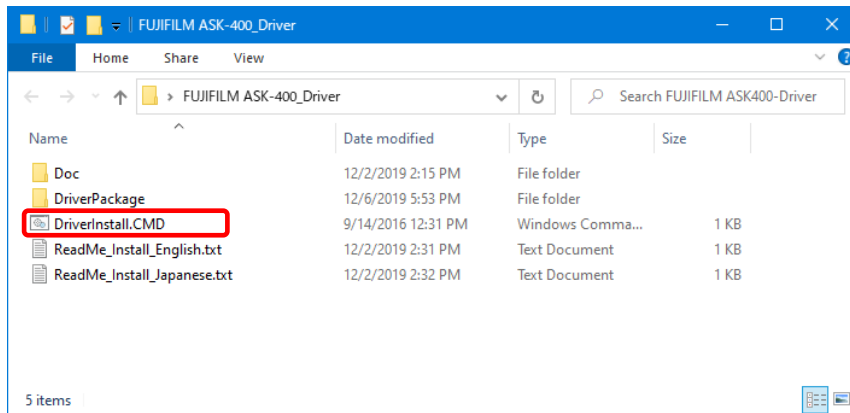 FUJIFILM ASK-400_Driver
File Home Share View
FUJIFILM ASK-400_Driver Search FUJIFILM ASK400-Driver
Name Date modified Type Size
Doc 12/2/2019 2:15 PM File folder
DriverPackage 12/6/2019 5:53 PM File folder
DriverInstall.CMD 9/14/2016 12:31 PM Windows Comma... 1 KB
ReadMe_Install_English.txt 12/2/2019 2:31 PM Text Document 1 KB
ReadMe_Install_Japanese.txt 12/2/2019 2:32 PM Text Document 1 KB
5 items